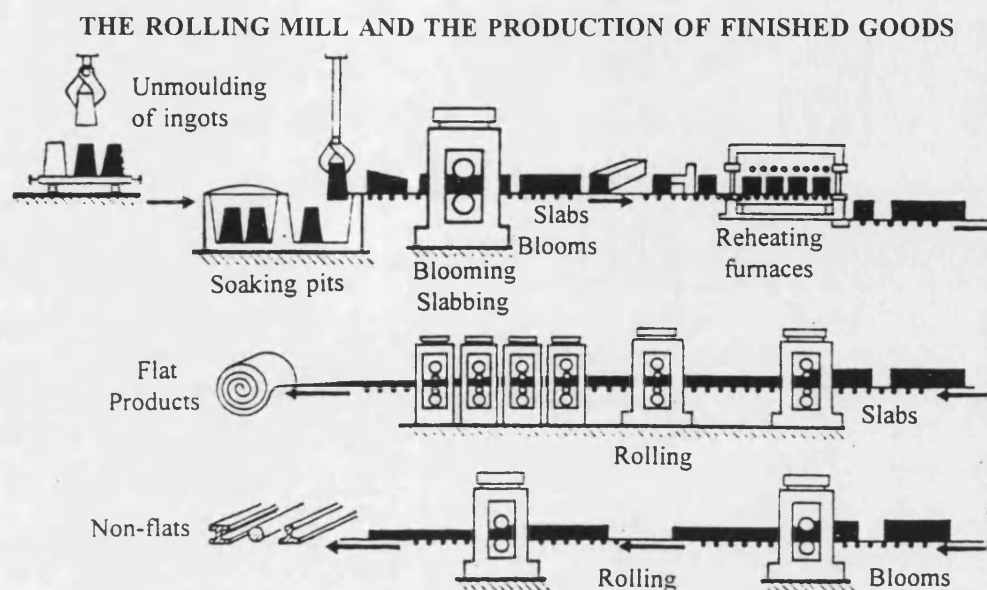 THE ROLLING MILL AND THE PRODUCTION OF FINISHED GOODS
Unmoulding
of ingots
Soaking pits
Blooming
Slabbing
Slabs
Blooms
Reheating
furnaces
Flat
Products
Rolling
Slabs
Non-flats
Rolling
Blooms